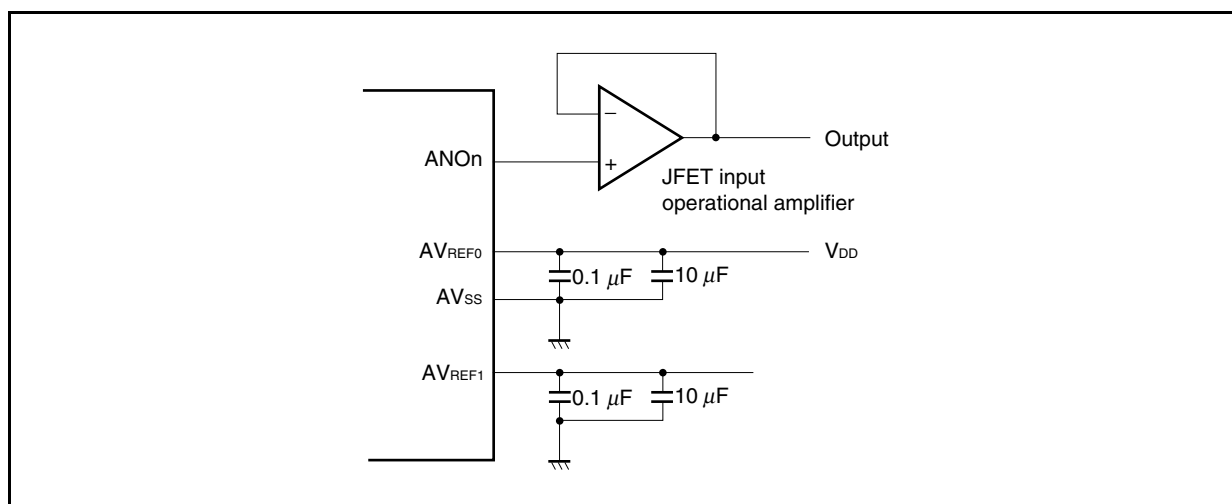 −
ANOn
+
Output
JFET input
operational amplifier
AVREF0
VDD
0.1 μF
10 μF
AVSS
AVREF1
0.1 μF
10 μF